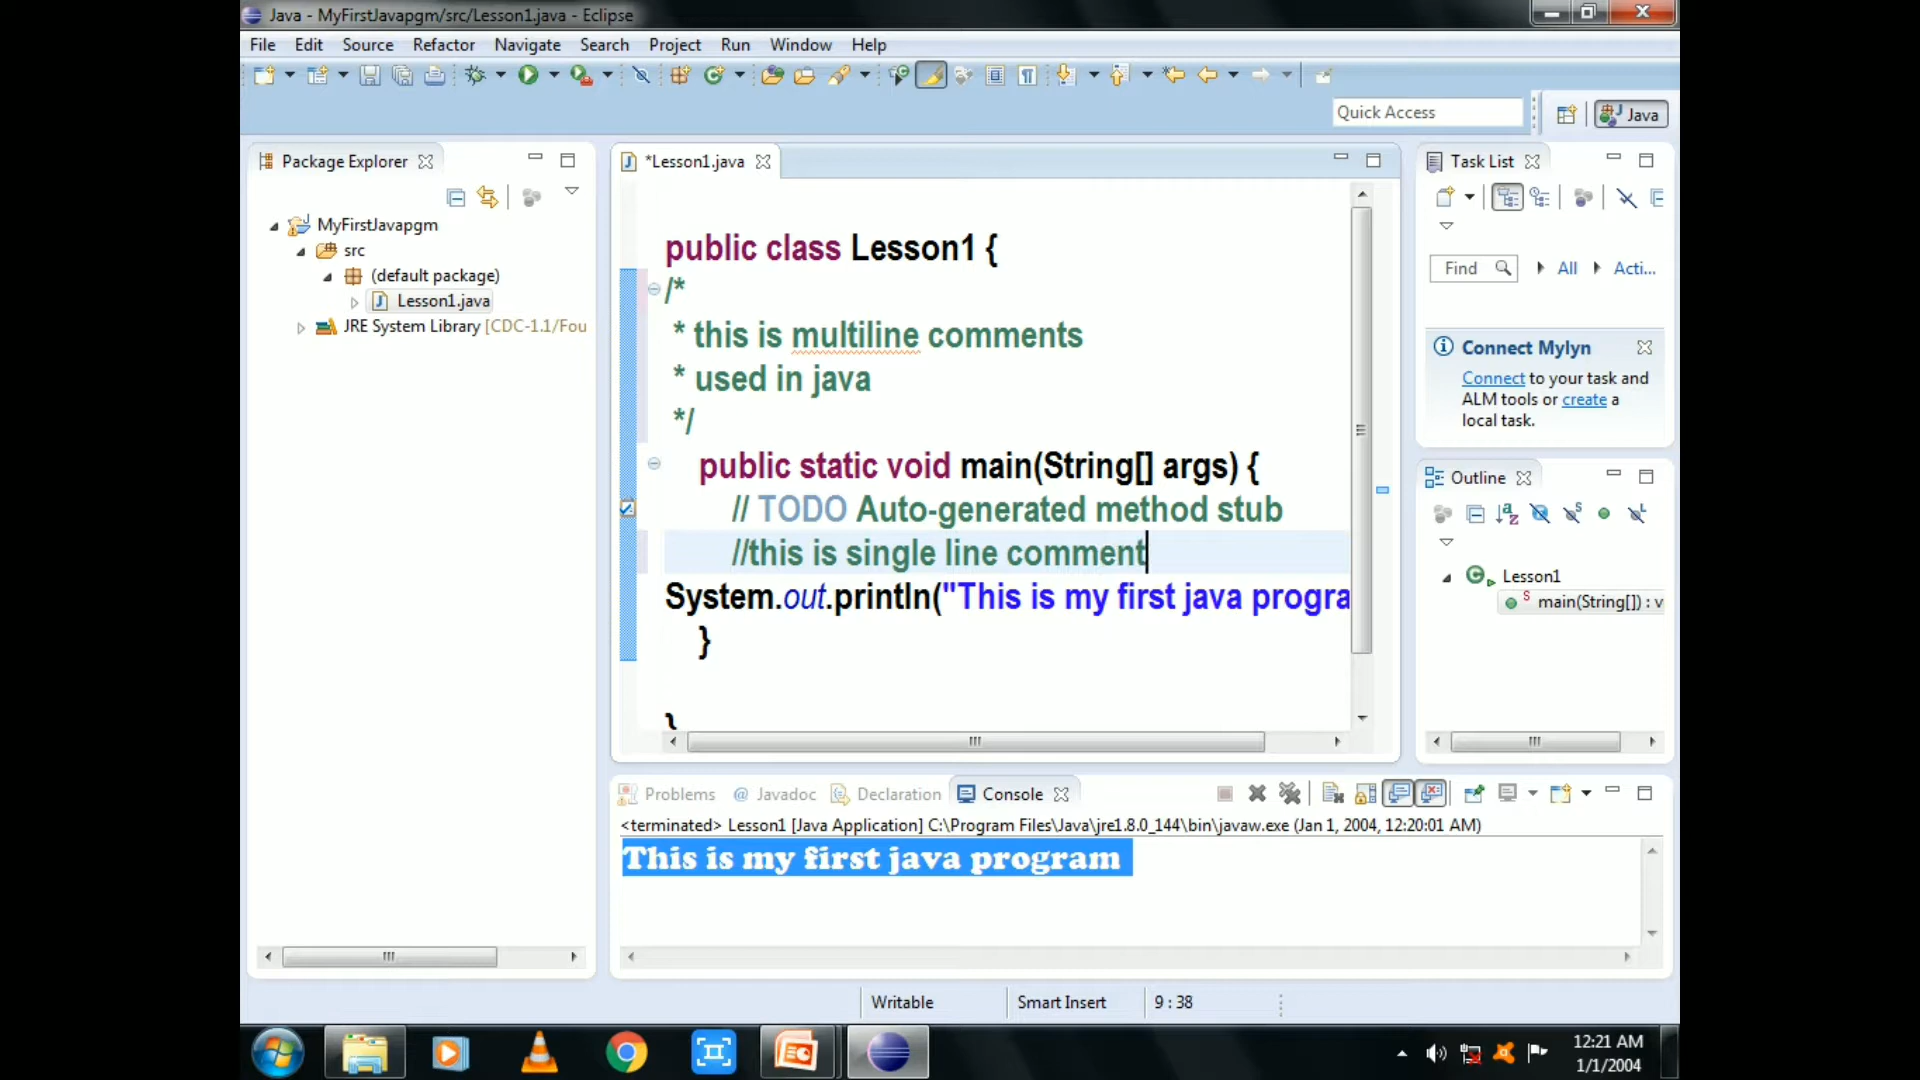 Java - MyFirstJavapgm/src/Lesson1.java - Eclipse
File Edit Source Refactor Navigate Search Project Run Window Help
Quick Access
Java
Package Explorer
MyFirstJavapgm
src
(default package)
Lesson1.java
JRE System Library [CDC-1.1/Fou
*Lesson1.java
public class Lesson1 {
/*
* this is multiline comments
* used in java
*/
public static void main(String[] args) {
// TODO Auto-generated method stub
//this is single line comment
System.out.println("This is my first java progra
}
}
Task List
Find All Acti...
Connect Mylyn
Connect to your task and
ALM tools or create a
local task.
Outline
Lesson1
main(String[]) : v
Problems @ Javadoc Declaration Console
<terminated> Lesson1 [Java Application] C:\Program Files\Java\jre1.8.0_144\bin\javaw.exe (Jan 1, 2004, 12:20:01 AM)
This is my first java program
Writable Smart Insert 9 : 38
12:21 AM
1/1/2004